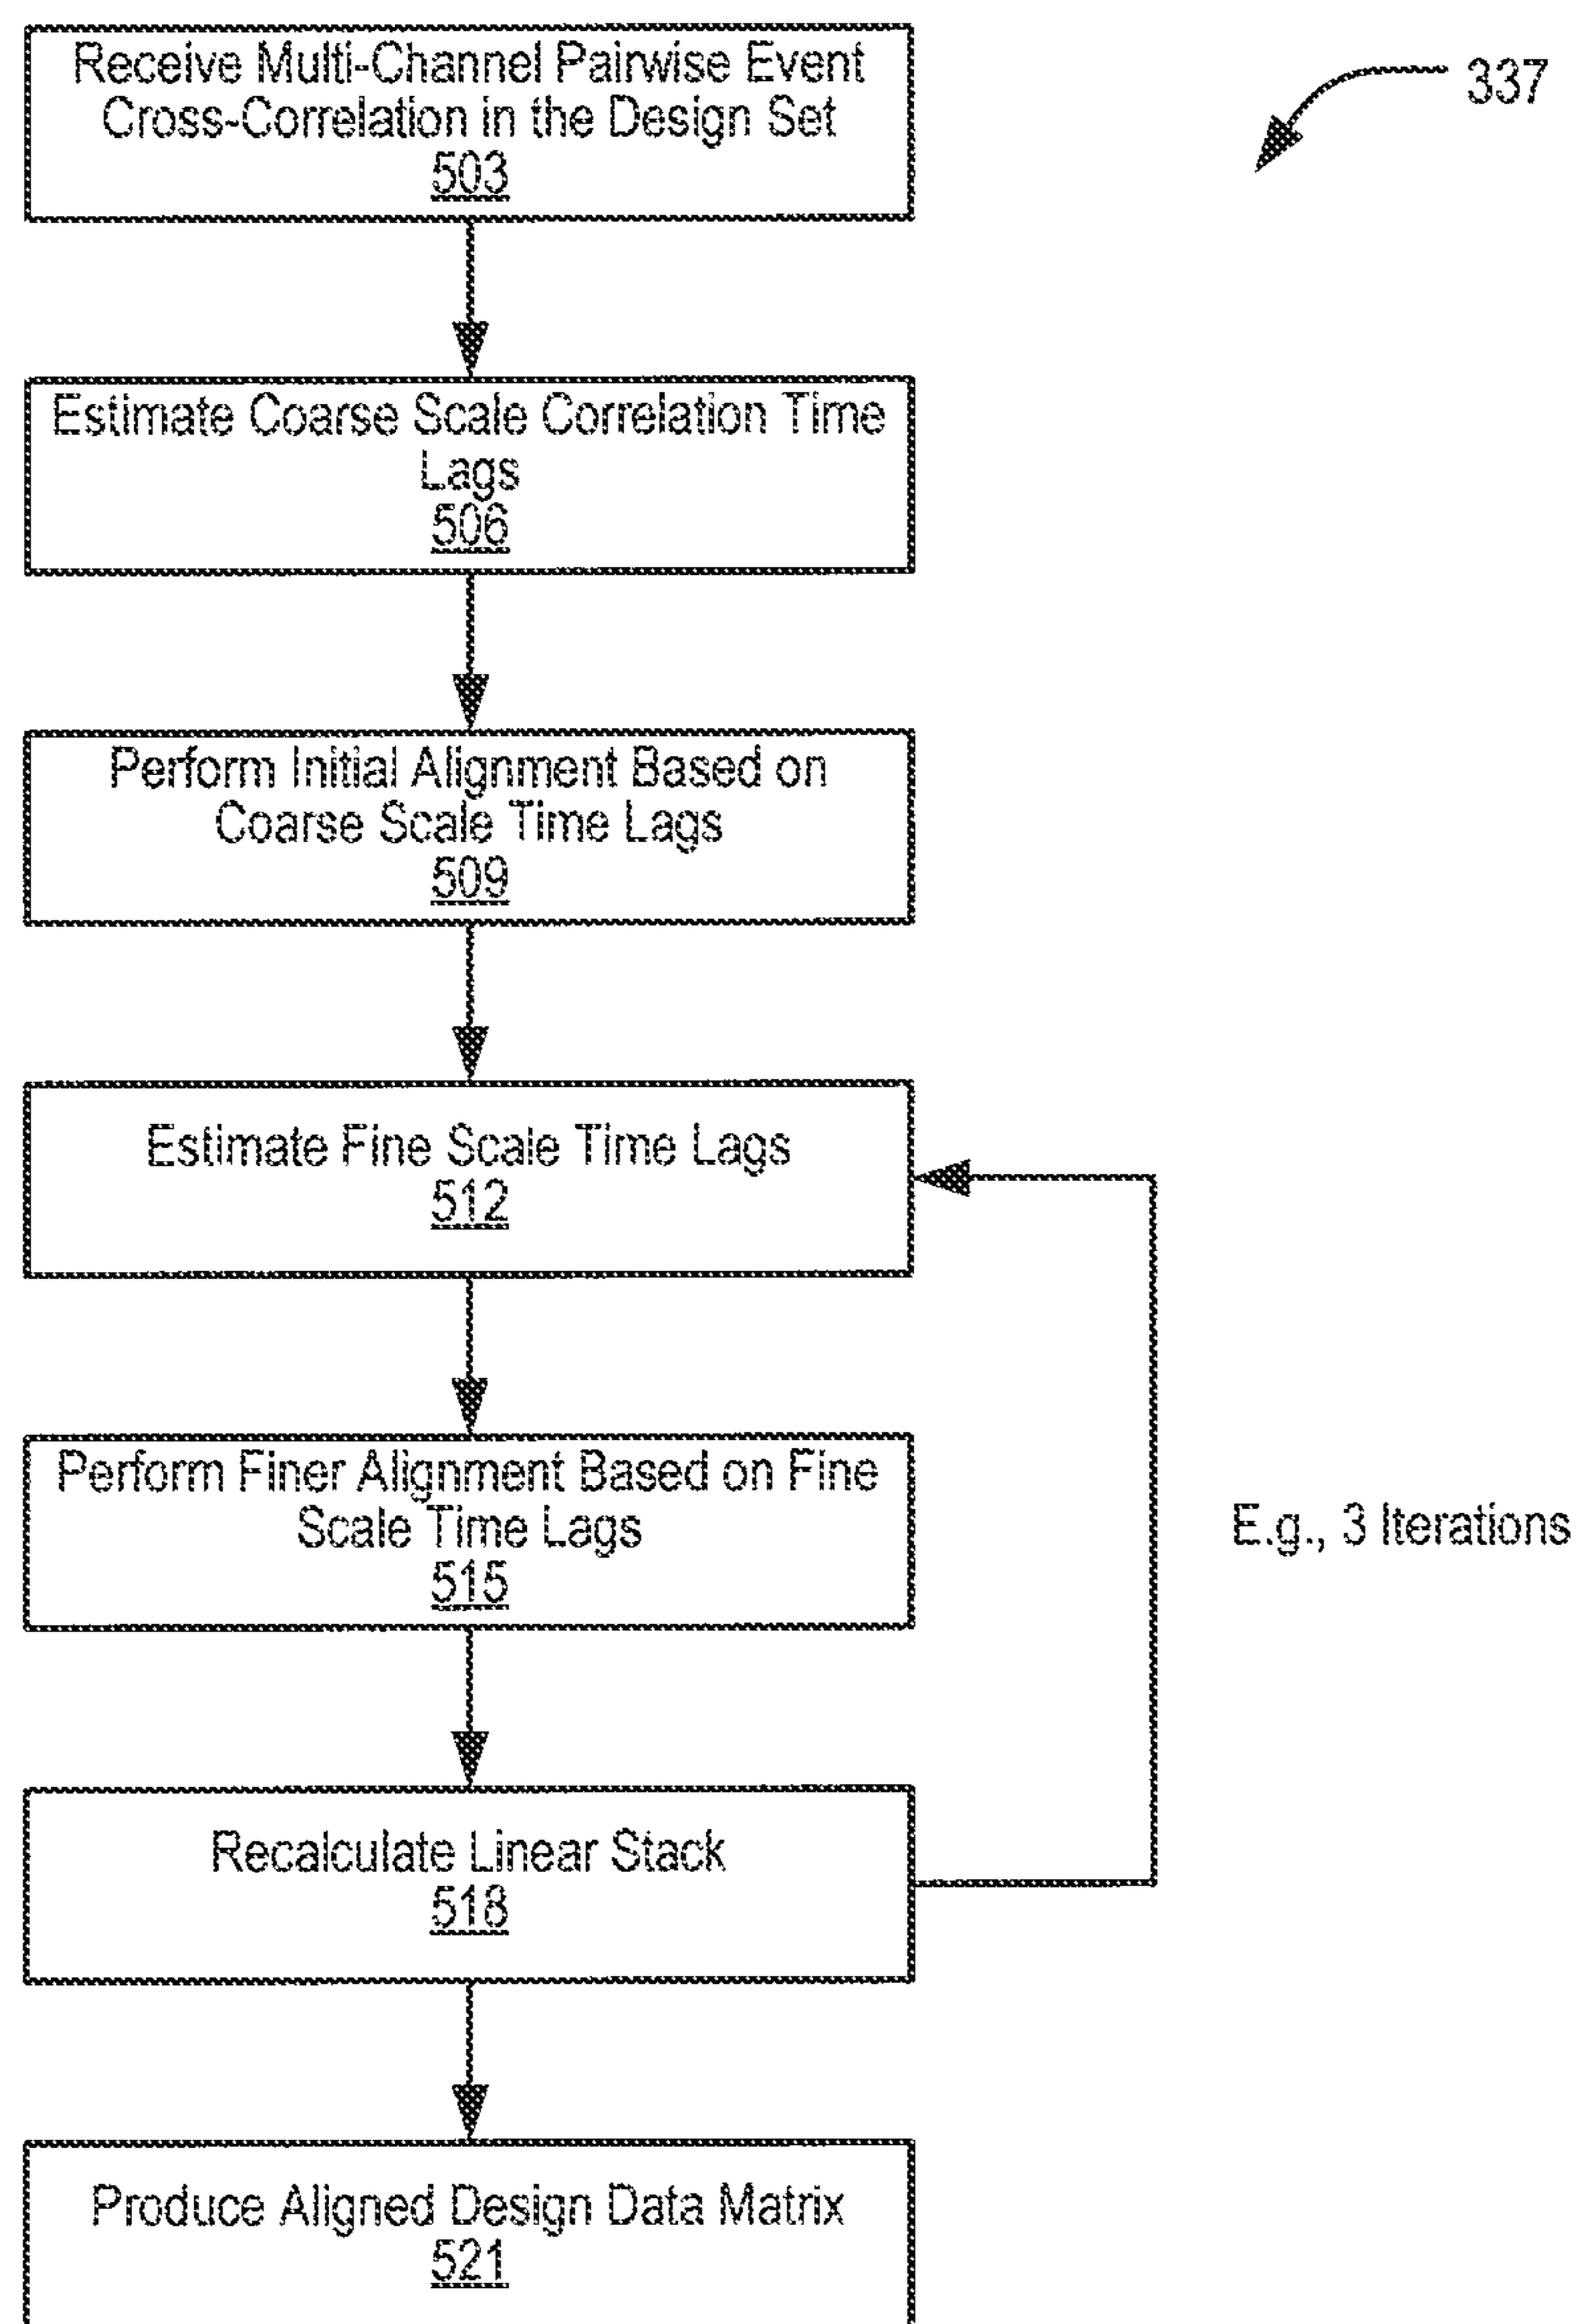 Receive Multi-Channel Pairwise Event
Cross-Correlation in the Design Set
503
337
Estimate Coarse Scale Correlation Time
Lags
506
Perform Initial Alignment Based on
Coarse Scale Time Lags
509
Estimate Fine Scale Time Lags
512
Perform Finer Alignment Based on Fine
Scale Time Lags
515
E.g., 3 Iterations
Recalculate Linear Stack
518
Produce Aligned Design Data Matrix
521